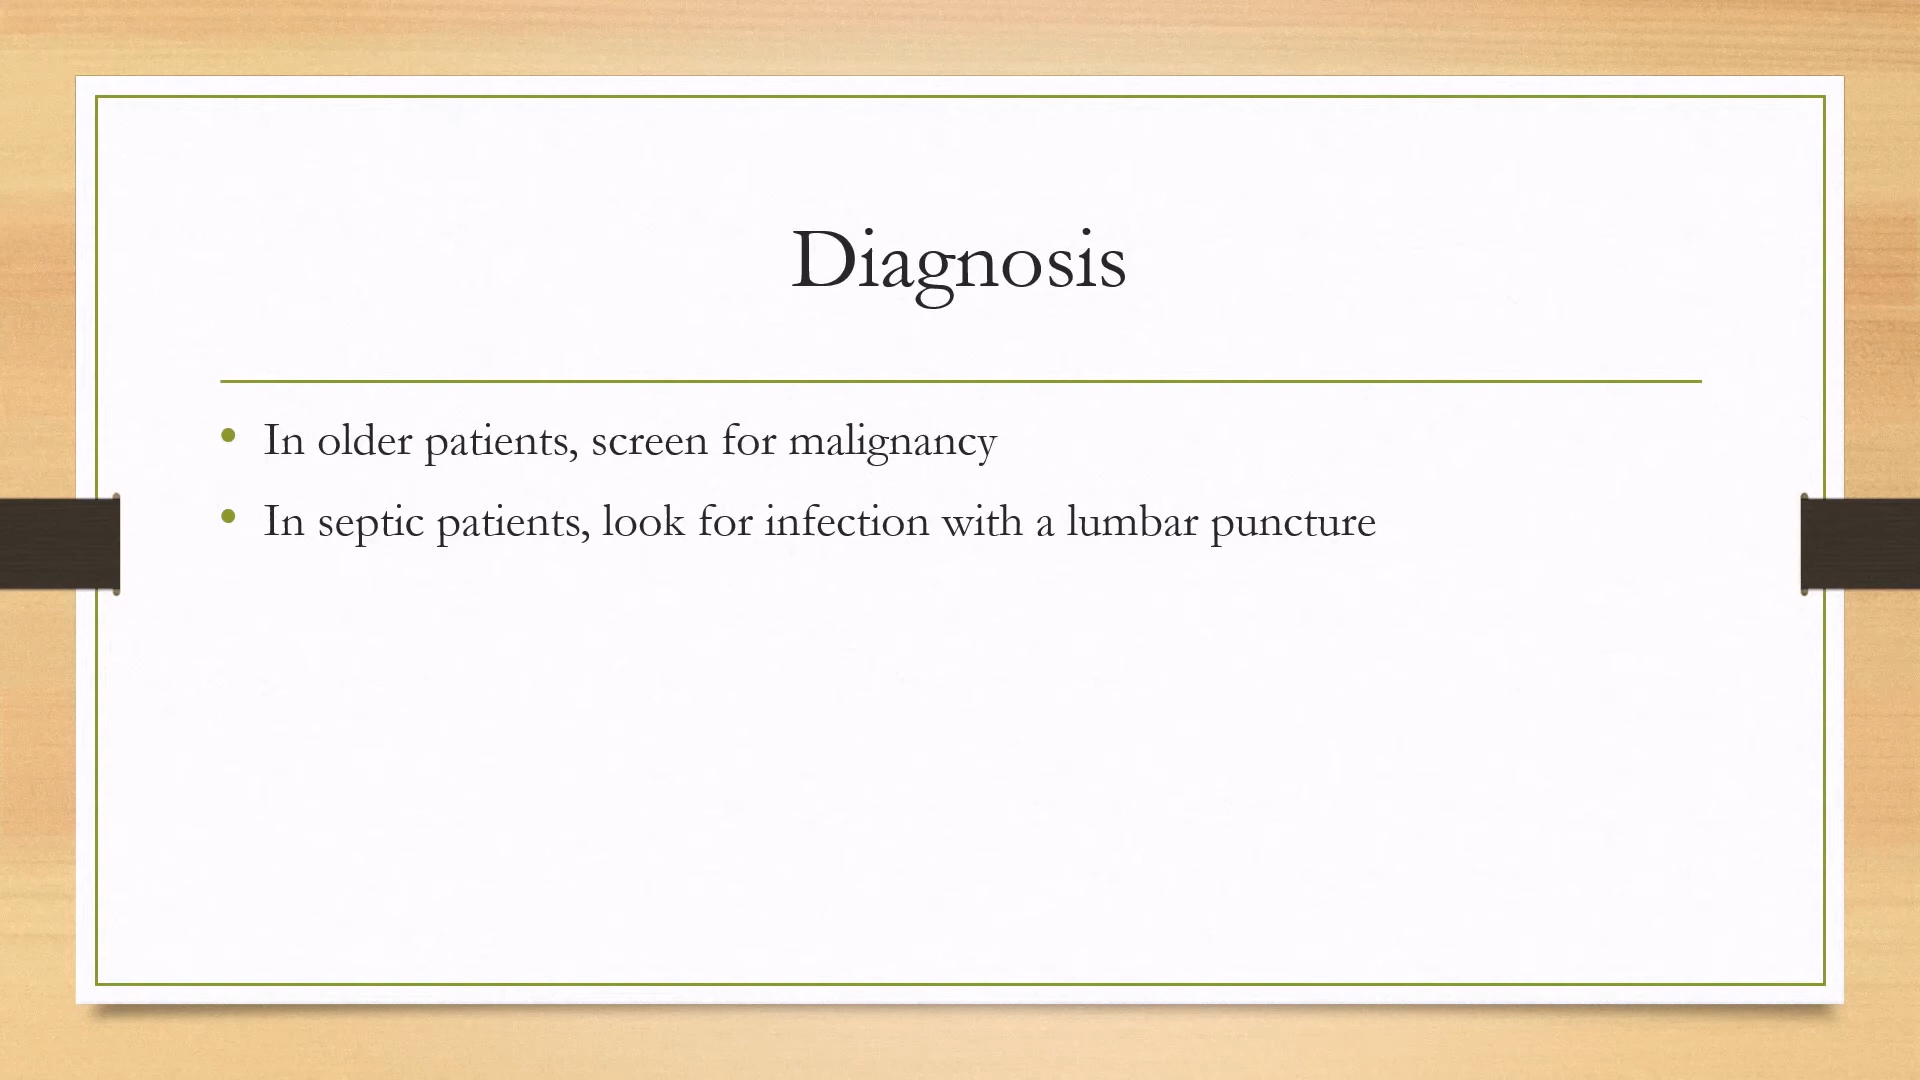 Diagnosis
In older patients, screen for malignancy
In septic patients, look for infection with a lumbar puncture